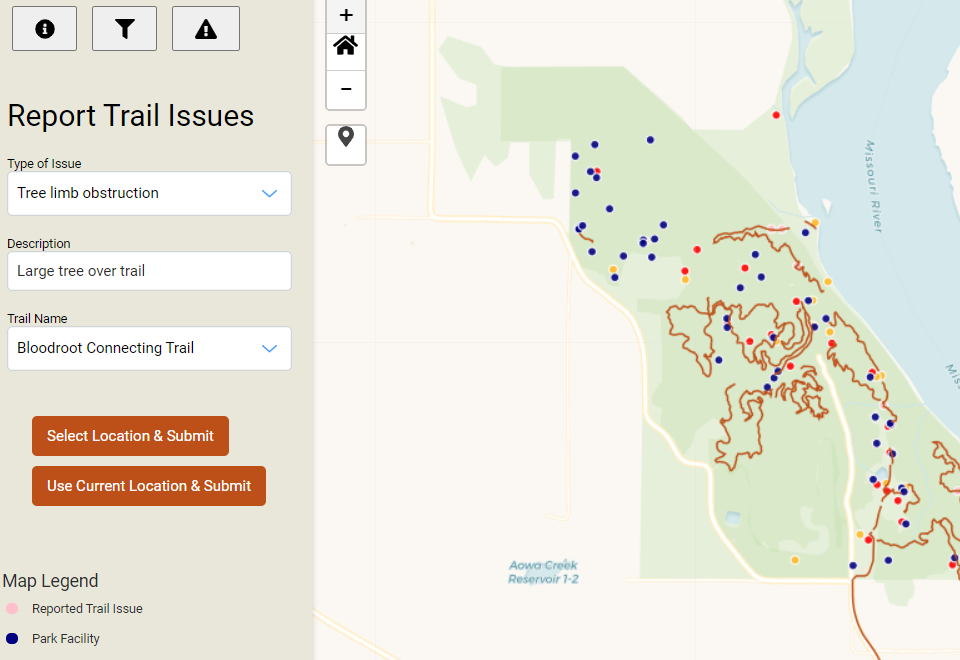 Report Trail Issues
Type of Issue
Tree limb obstruction
Description
Large tree over trail
Trail Name
Bloodroot Connecting Trail
Select Location & Submit
Use Current Location & Submit
Map Legend
Reported Trail Issue
Park Facility
+
−
Missouri River
Aowa Creek
Reservoir 1-2